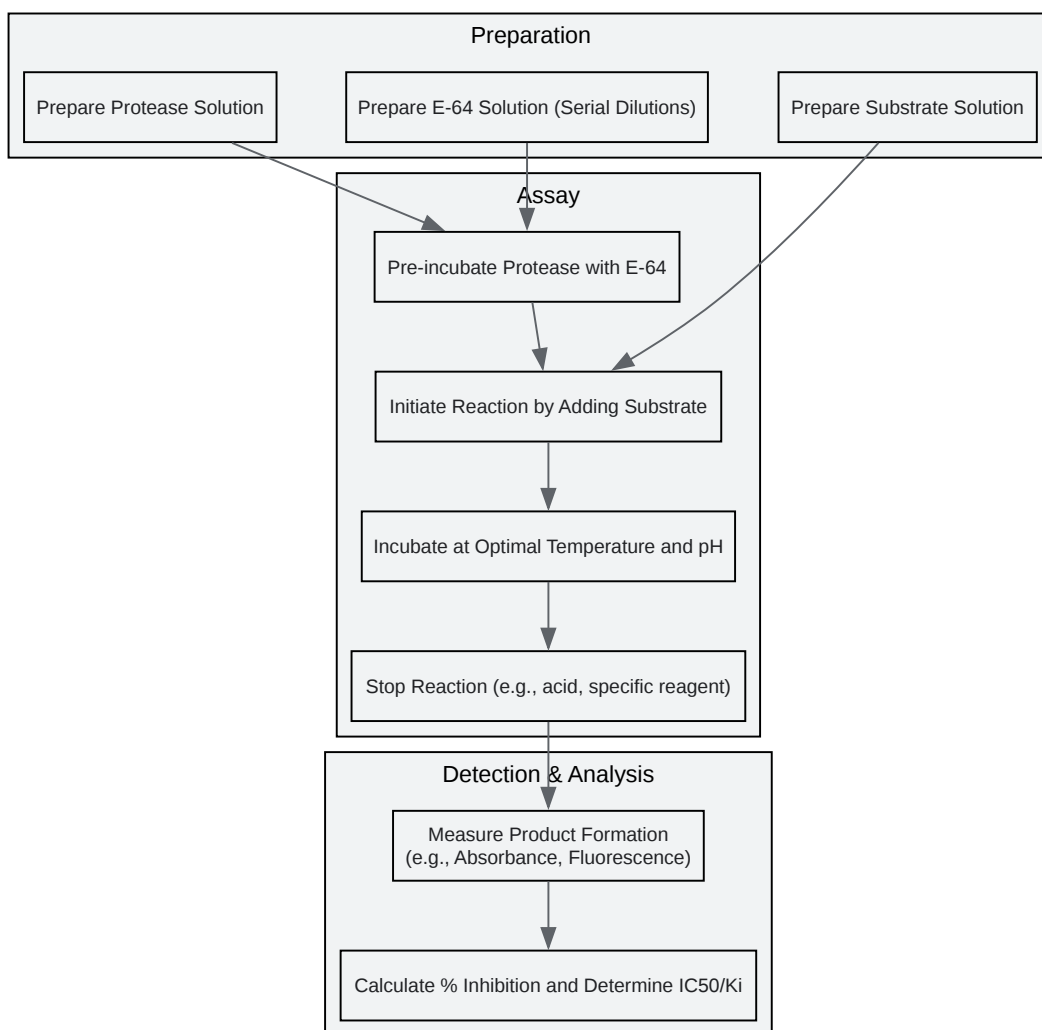 Preparation
Prepare Protease Solution
Prepare E-64 Solution (Serial Dilutions)
Prepare Substrate Solution
Assay
Pre-incubate Protease with E-64
Initiate Reaction by Adding Substrate
Incubate at Optimal Temperature and pH
Stop Reaction (e.g., acid, specific reagent)
Detection & Analysis
Measure Product Formation
(e.g., Absorbance, Fluorescence)
Calculate % Inhibition and Determine IC50/Ki